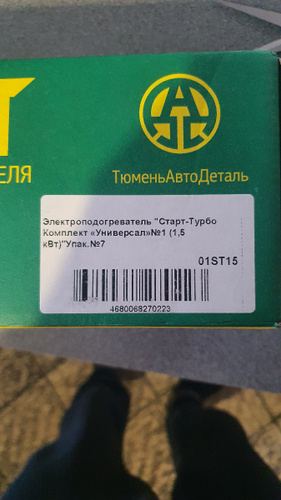 Т
ЕЛЯ
ТюменьАвтоДеталь
Электроподогреватель "Старт-Турбо
Комплект «Универсал»№1 (1,5
кВт)"Упак.№7
01ST15
4680068270223